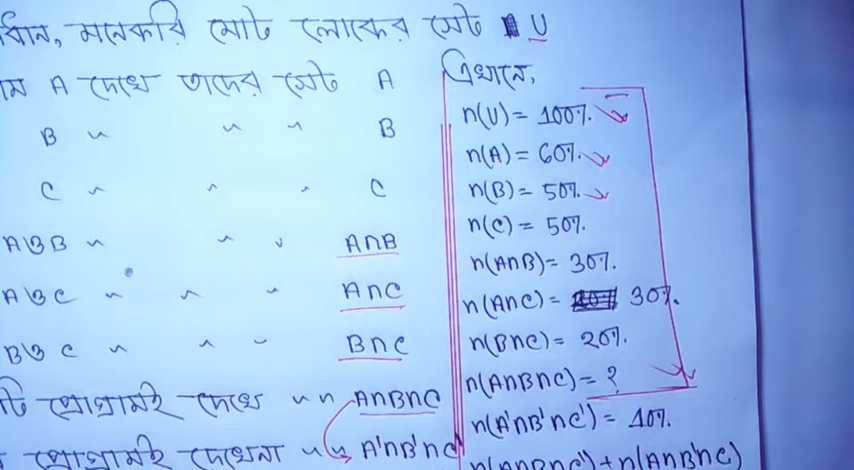 ধরি, মনেকরি মোট লোকের সেট U
A দেখে তাদের সেট A
B " " " B
C " " " C
A ও B " " " A∩B
A ও C " " " A∩C
B ও C " " " B∩C
টি প্রোগ্রামই দেখে " " A∩B∩C
প্রোগ্রামই দেখেনা " " A'∩B'∩C'
এখানে,
n(U) = 100%.
n(A) = 60%.
n(B) = 50%.
n(C) = 50%.
n(A∩B) = 30%.
n(A∩C) = 30%.
n(B∩C) = 20%.
n(A∩B∩C) = ?
n(A'∩B'∩C') = 10%.
n(A∩B∩C') + n(A∩B'∩C)